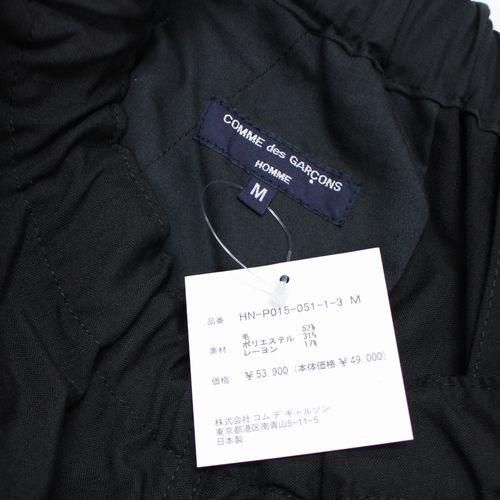 COMME des GARÇONS
HOMME
M
品番 HN-P015-051-1-3 M
毛 52%
素材 ポリエステル 31%
レーヨン 17%
価格 ¥53,900 (本体価格 ¥49,000)
株式会社 コム デ ギャルソン
東京都港区南青山5-11-5
日本製